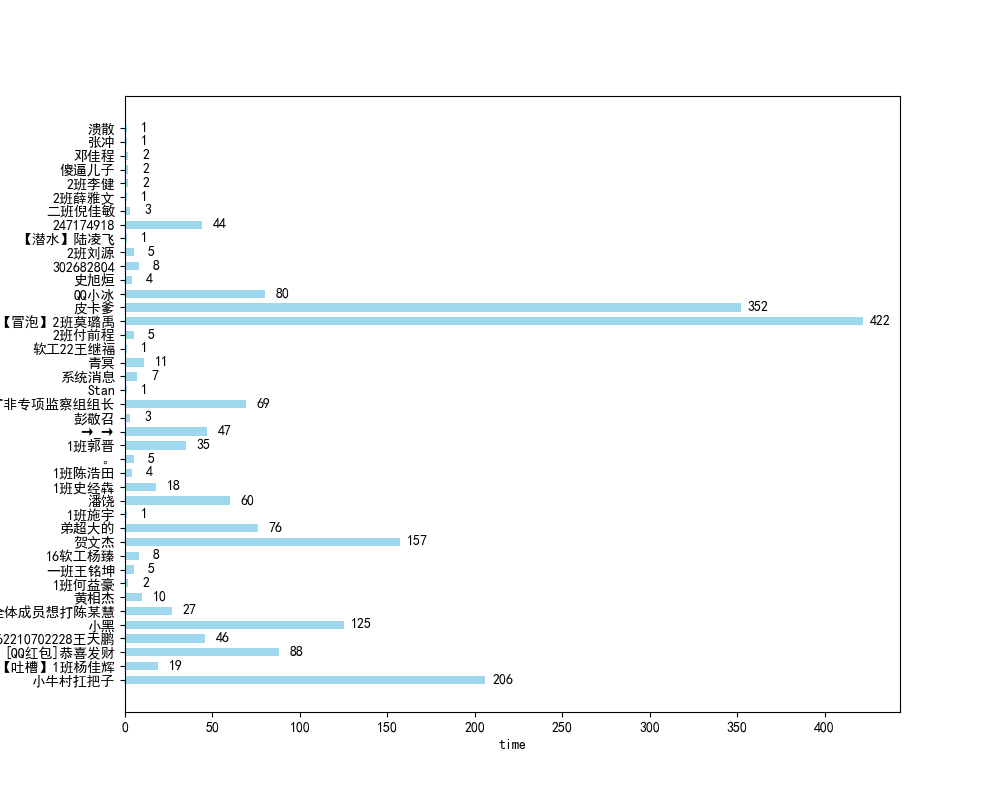 溃散 1
张冲 1
邓佳程 2
傻逼儿子 2
2班李健 2
2班薛雅文 1
二班倪佳敏 3
247174918 44
【潜水】陆凌飞 1
2班刘源 5
302682804 8
史旭烜 4
QQ小冰 80
皮卡爹 352
【冒泡】2班莫璐禹 422
2班付前程 5
软工22王继福 1
青冥 11
系统消息 7
Stan 1
非专项监察组组长 69
彭敬召 3
→_→ 47
1班郭晋 35
。 5
1班陈浩田 4
1班史经犇 18
潘饶 60
1班施宇 1
弟超大的 76
贺文杰 157
16软工杨臻 8
一班王铭坤 5
1班何益豪 2
黄相杰 10
体成员想打陈某慧 27
小黑 125
62210702228王天鹏 46
[QQ红包]恭喜发财 88
【吐槽】1班杨佳辉 19
小牛村扛把子 206
0 50 100 150 200 250 300 350 400
time